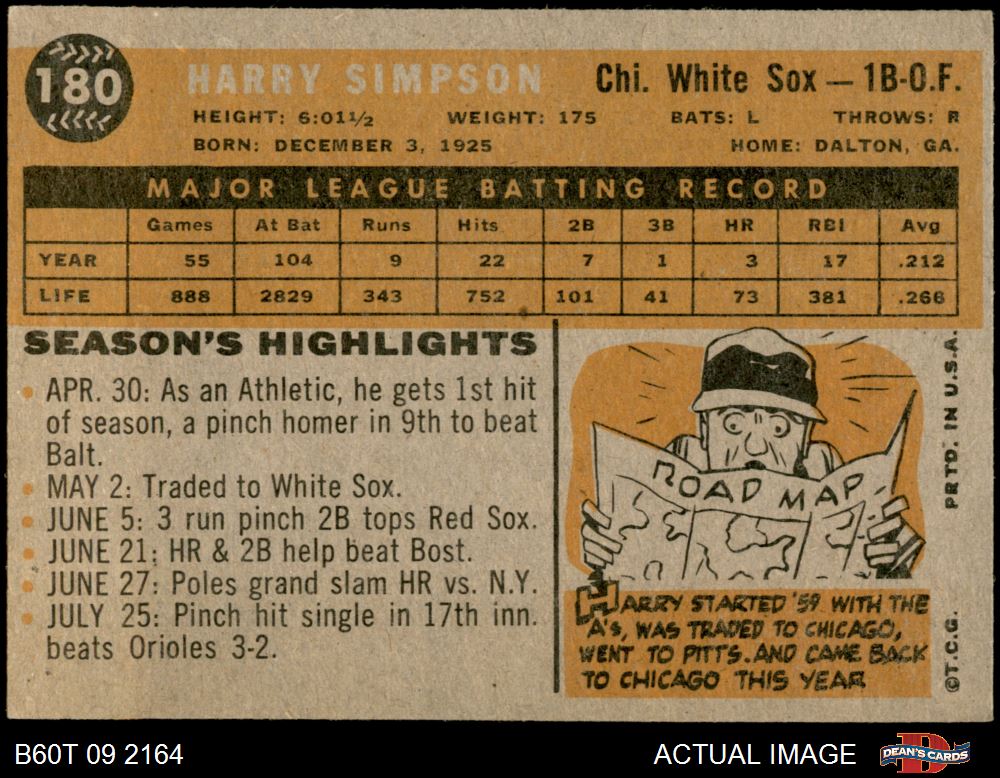 180
HARRY SIMPSON
Chi. White Sox — 1B-O.F.
HEIGHT: 6:01½ WEIGHT: 175 BATS: L THROWS: R
BORN: DECEMBER 3, 1925 HOME: DALTON, GA.
MAJOR LEAGUE BATTING RECORD
Games At Bat Runs Hits 2B 3B HR RBI Avg
YEAR 55 104 9 22 7 1 3 17 .212
LIFE 888 2829 343 752 101 41 73 381 .266
SEASON'S HIGHLIGHTS
APR. 30: As an Athletic, he gets 1st hit
of season, a pinch homer in 9th to beat
Balt.
MAY 2: Traded to White Sox.
JUNE 5: 3 run pinch 2B tops Red Sox.
JUNE 21: HR & 2B help beat Bost.
JUNE 27: Poles grand slam HR vs. N.Y.
JULY 25: Pinch hit single in 17th inn.
beats Orioles 3-2.
ROAD MAP
HARRY STARTED '59 WITH THE
A'S, WAS TRADED TO CHICAGO,
WENT TO PITTS. AND CAME BACK
TO CHICAGO THIS YEAR
©T.C.G. PRTD. IN U.S.A.
B60T 09 2164
ACTUAL IMAGE
DEAN'S CARDS